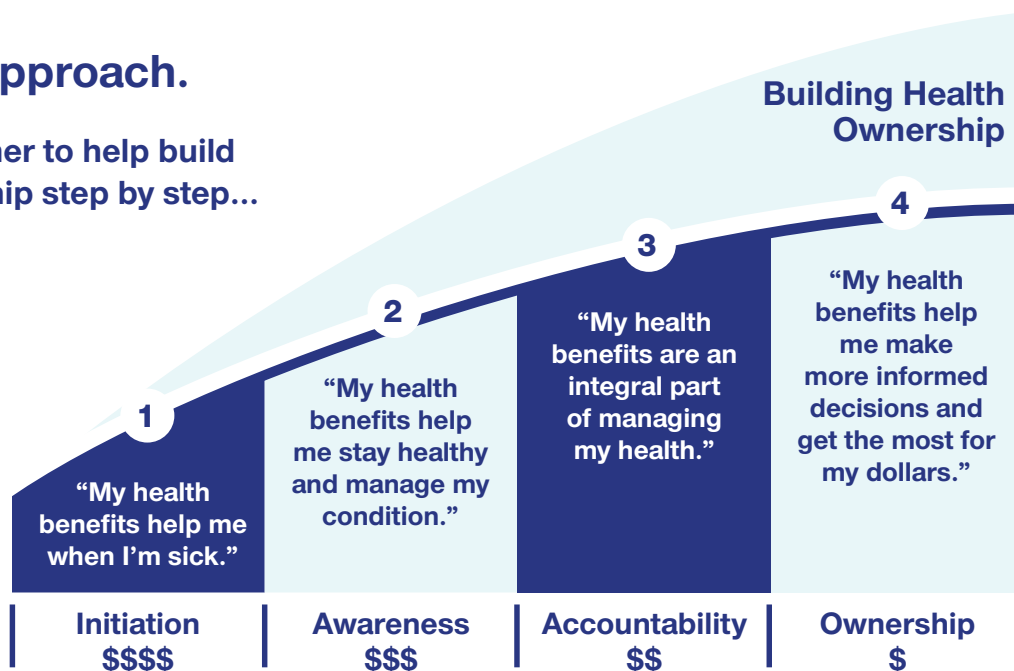 pproach.
er to help build
ip step by step...
Building Health
Ownership
1
“My health
benefits help me
when I’m sick.”
2
“My health
benefits help
me stay healthy
and manage my
condition.”
3
“My health
benefits are an
integral part
of managing
my health.”
4
“My health
benefits help
me make
more informed
decisions and
get the most for
my dollars.”
Initiation
$$$$
Awareness
$$$
Accountability
$$
Ownership
$